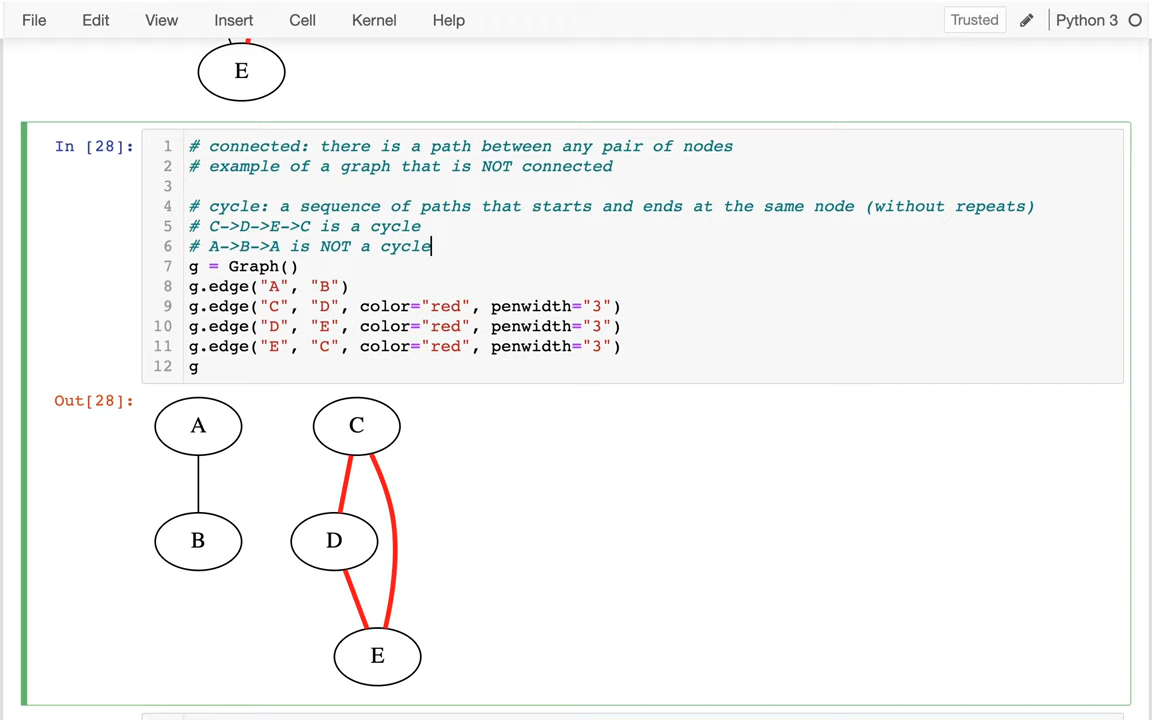 File Edit View Insert Cell Kernel Help Trusted Python 3
E
In [28]:
1 # connected: there is a path between any pair of nodes
2 # example of a graph that is NOT connected
3
4 # cycle: a sequence of paths that starts and ends at the same node (without repeats)
5 # C->D->E->C is a cycle
6 # A->B->A is NOT a cycle
7 g = Graph()
8 g.edge("A", "B")
9 g.edge("C", "D", color="red", penwidth="3")
10 g.edge("D", "E", color="red", penwidth="3")
11 g.edge("E", "C", color="red", penwidth="3")
12 g
Out[28]:
A C
B D
E